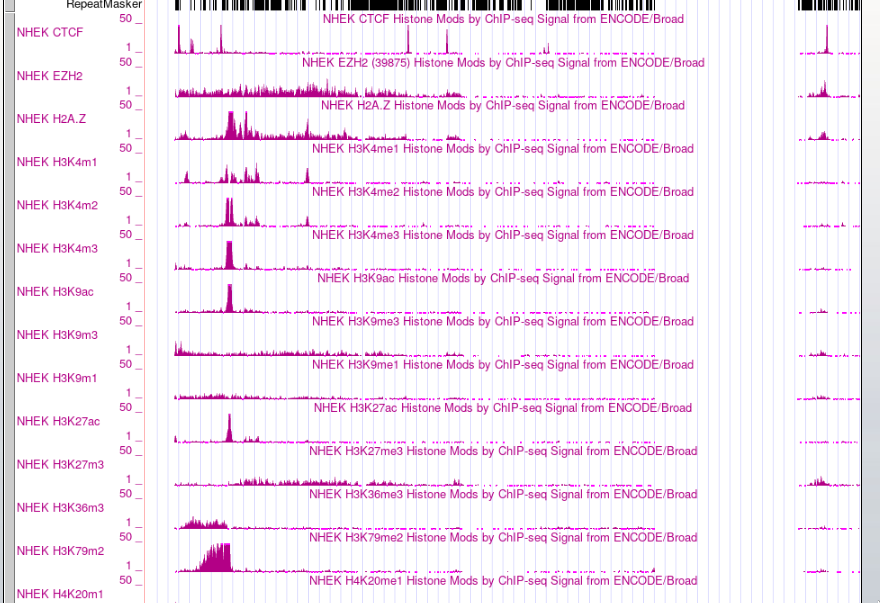 RepeatMasker
NHEK CTCF Histone Mods by ChIP-seq Signal from ENCODE/Broad
50 _
NHEK CTCF
1 _
NHEK EZH2 (39875) Histone Mods by ChIP-seq Signal from ENCODE/Broad
50 _
NHEK EZH2
1 _
NHEK H2A.Z Histone Mods by ChIP-seq Signal from ENCODE/Broad
50 _
NHEK H2A.Z
1 _
NHEK H3K4me1 Histone Mods by ChIP-seq Signal from ENCODE/Broad
50 _
NHEK H3K4m1
1 _
NHEK H3K4me2 Histone Mods by ChIP-seq Signal from ENCODE/Broad
50 _
NHEK H3K4m2
1 _
NHEK H3K4me3 Histone Mods by ChIP-seq Signal from ENCODE/Broad
50 _
NHEK H3K4m3
1 _
NHEK H3K9ac Histone Mods by ChIP-seq Signal from ENCODE/Broad
50 _
NHEK H3K9ac
1 _
NHEK H3K9me3 Histone Mods by ChIP-seq Signal from ENCODE/Broad
50 _
NHEK H3K9m3
1 _
NHEK H3K9me1 Histone Mods by ChIP-seq Signal from ENCODE/Broad
50 _
NHEK H3K9m1
1 _
NHEK H3K27ac Histone Mods by ChIP-seq Signal from ENCODE/Broad
50 _
NHEK H3K27ac
1 _
NHEK H3K27me3 Histone Mods by ChIP-seq Signal from ENCODE/Broad
50 _
NHEK H3K27m3
1 _
NHEK H3K36me3 Histone Mods by ChIP-seq Signal from ENCODE/Broad
50 _
NHEK H3K36m3
1 _
NHEK H3K79me2 Histone Mods by ChIP-seq Signal from ENCODE/Broad
50 _
NHEK H3K79m2
1 _
NHEK H4K20me1 Histone Mods by ChIP-seq Signal from ENCODE/Broad
50 _
NHEK H4K20m1